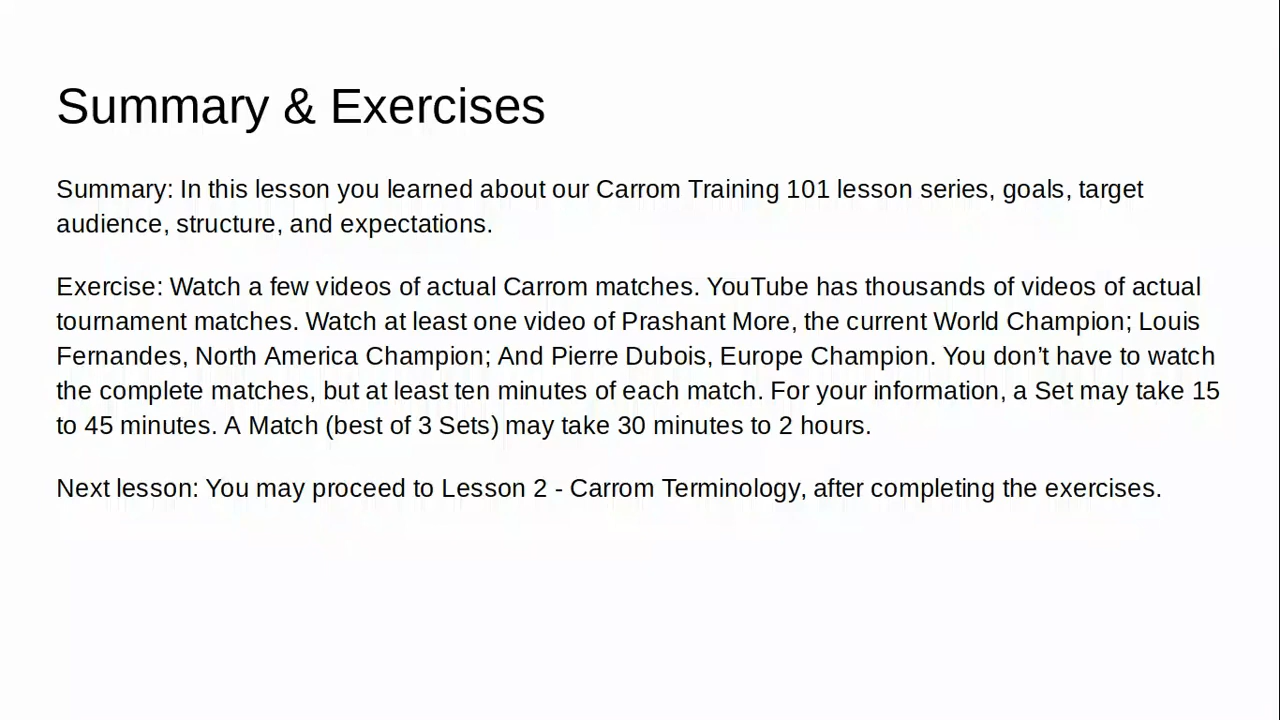 Summary & Exercises
Summary: In this lesson you learned about our Carrom Training 101 lesson series, goals, target
audience, structure, and expectations.
Exercise: Watch a few videos of actual Carrom matches. YouTube has thousands of videos of actual
tournament matches. Watch at least one video of Prashant More, the current World Champion; Louis
Fernandes, North America Champion; And Pierre Dubois, Europe Champion. You don’t have to watch
the complete matches, but at least ten minutes of each match. For your information, a Set may take 15
to 45 minutes. A Match (best of 3 Sets) may take 30 minutes to 2 hours.
Next lesson: You may proceed to Lesson 2 - Carrom Terminology, after completing the exercises.